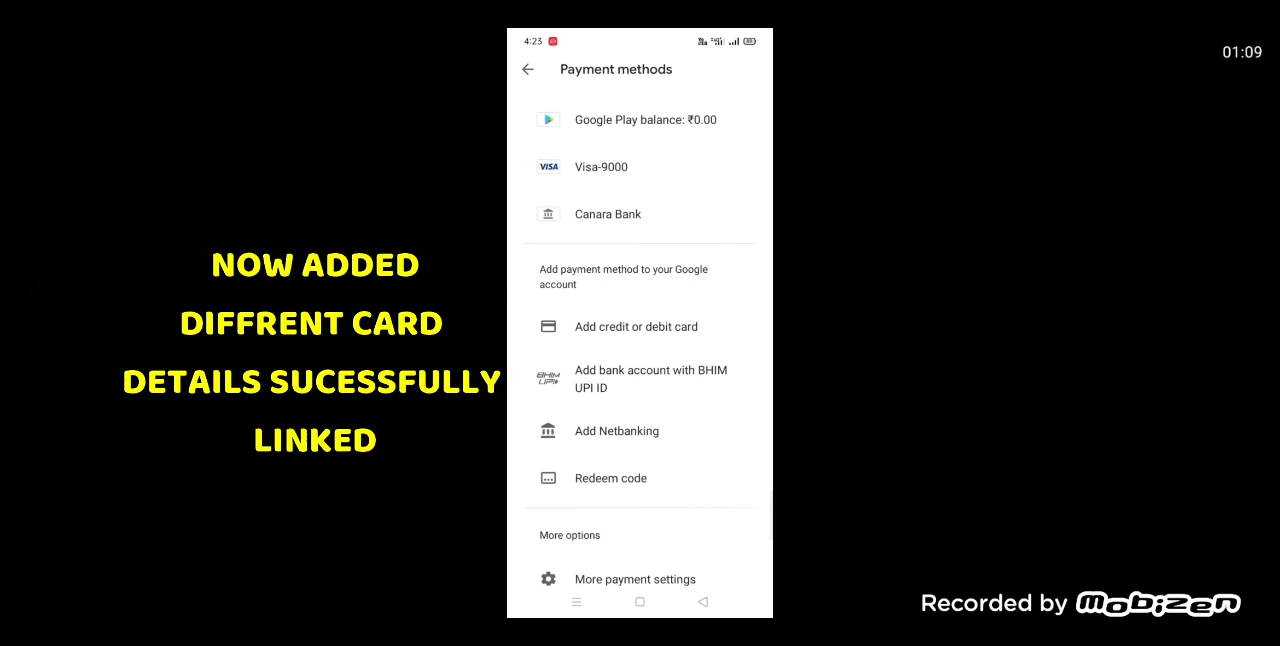 4:23
01:09
Payment methods
Google Play balance: ₹0.00
VISA
Visa-9000
Canara Bank
Add payment method to your Google
account
Add credit or debit card
BHIM
UPI
Add bank account with BHIM
UPI ID
Add Netbanking
Redeem code
More options
More payment settings
NOW ADDED
DIFFRENT CARD
DETAILS SUCESSFULLY
LINKED
Recorded by mobizen